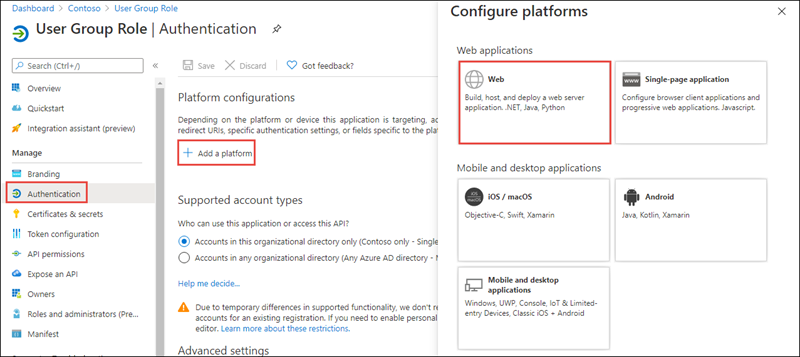 Dashboard > Contoso > User Group Role
User Group Role | Authentication
Search (Ctrl+/)
«
Overview
Quickstart
Integration assistant (preview)
Manage
Branding
Authentication
Certificates & secrets
Token configuration
API permissions
Expose an API
Owners
Roles and administrators (Pre...
Manifest
Save
Discard
Got feedback?
Platform configurations
Depending on the platform or device this application is targeting, ac
redirect URIs, specific authentication settings, or fields specific to the pla
+ Add a platform
Supported account types
Who can use this application or access this API?
Accounts in this organizational directory only (Contoso only - Single
Accounts in any organizational directory (Any Azure AD directory -
Help me decide...
Due to temporary differences in supported functionality, we don't re
accounts for an existing registration. If you need to enable personal
editor. Learn more about these restrictions.
Advanced settings
Configure platforms
Web applications
Web
Build, host, and deploy a web server
application. .NET, Java, Python
www
Single-page application
Configure browser client applications and
progressive web applications. Javascript.
Mobile and desktop applications
iOS / macOS
Objective-C, Swift, Xamarin
Android
Java, Kotlin, Xamarin
Mobile and desktop
applications
Windows, UWP, Console, IoT & Limited-
entry Devices, Classic iOS + Android